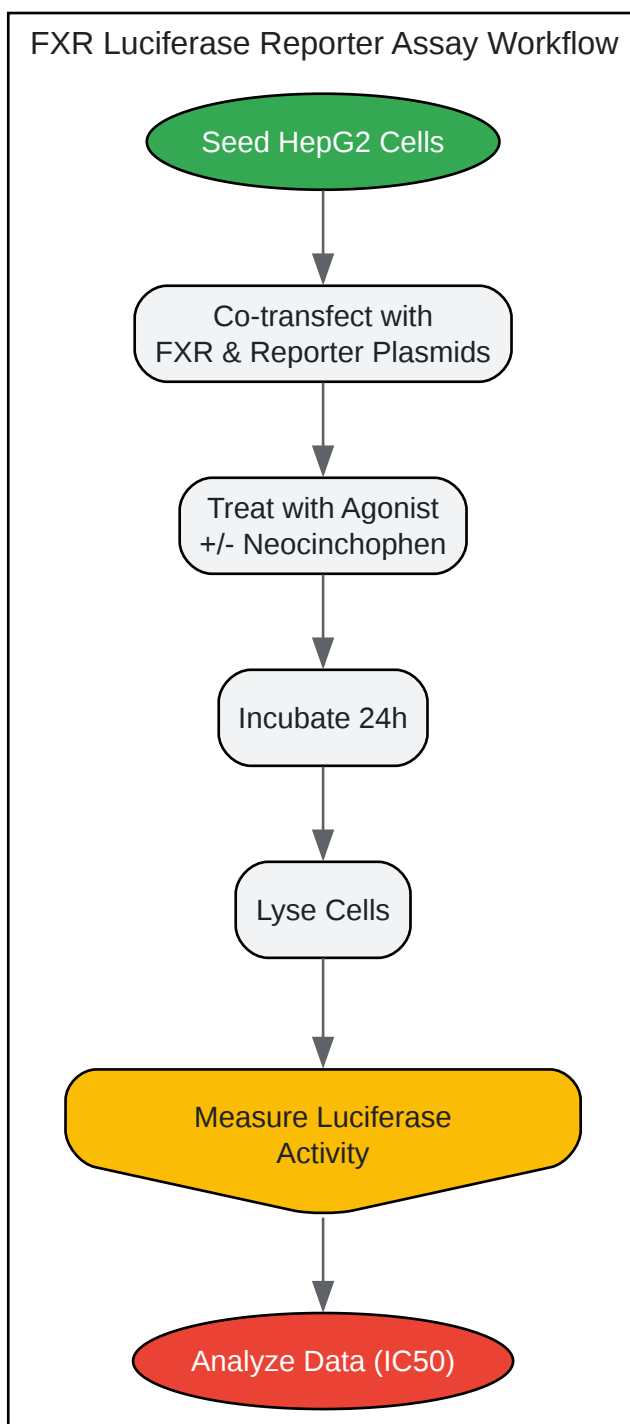 FXR Luciferase Reporter Assay Workflow
Seed HepG2 Cells
Co-transfect with
FXR & Reporter Plasmids
Treat with Agonist
+/- Neocinchophen
Incubate 24h
Lyse Cells
Measure Luciferase
Activity
Analyze Data (IC50)